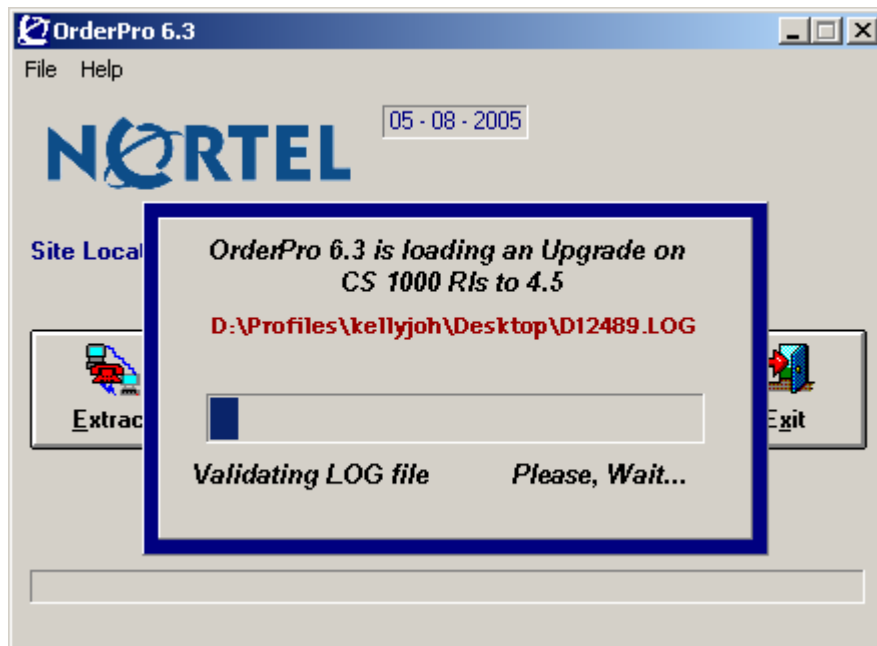 OrderPro 6.3
File Help
NORTEL
05 - 08 - 2005
Site Locat
OrderPro 6.3 is loading an Upgrade on
CS 1000 Rls to 4.5
D:\Profiles\kellyjoh\Desktop\D12489.LOG
Extrac
Exit
Validating LOG file Please, Wait...